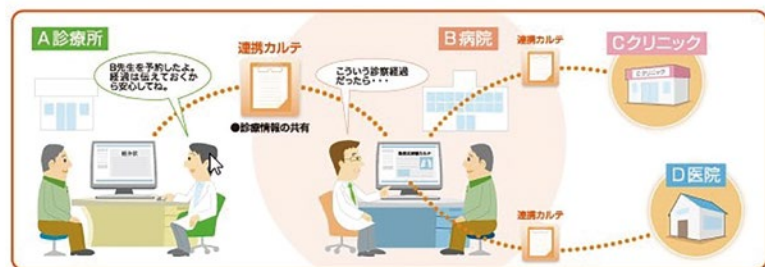 A診療所
B先生を予約したよ。
経過は伝えておくか
ら安心してね。
連携カルテ
●診療情報の共有
B病院
こういう診察経過
だったら・・・
連携カルテ
Cクリニック
Cクリニック
D医院
連携カルテ